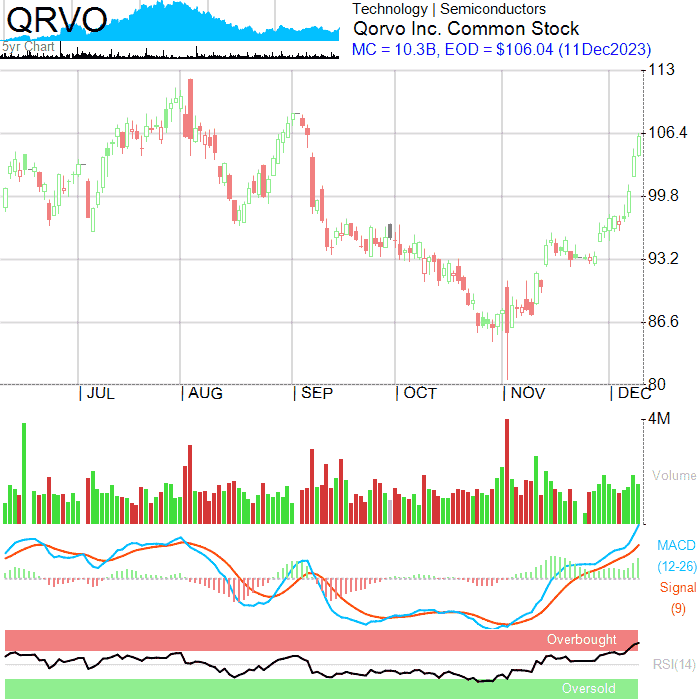 QRVO
5yr Chart
Technology | Semiconductors
Qorvo Inc. Common Stock
MC = 10.3B, EOD = $106.04 (11Dec2023)
113
106.4
99.8
93.2
86.6
80
JUL AUG SEP OCT NOV DEC
4M
Volume
MACD
(12-26)
Signal
(9)
Overbought
RSI(14)
Oversold